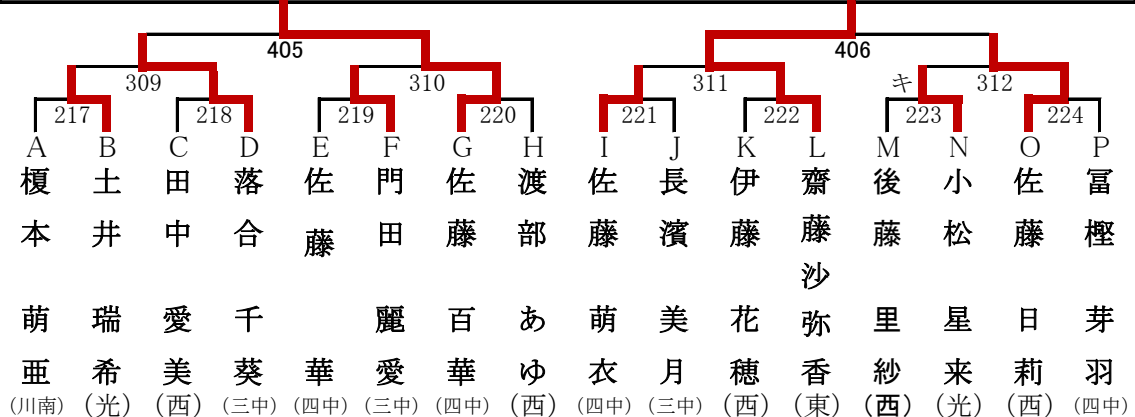 405 406
309 310 311 キ 312
217 218 219 220 221 222 223 224
A B C D E F G H I J K L M N O P
榎本 萌亜 (川南)
土井 瑞希 (光)
田中 愛美 (西)
落合 千葵 (三中)
佐藤 華 (四中)
門田 麗愛 (三中)
佐藤 百華 (四中)
渡部 あゆ (西)
佐藤 萌衣 (四中)
長濱 美月 (三中)
伊藤 花穂 (西)
齋藤沙弥香 (東)
後藤 里紗 (西)
小松 星来 (光)
佐藤 日莉 (西)
冨樫 芽羽 (四中)